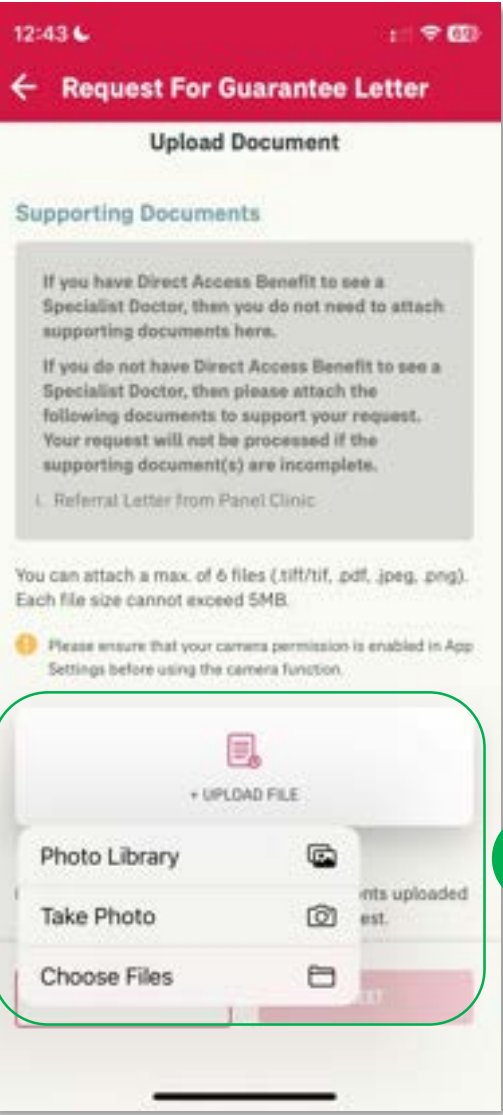 12:43
69
Request For Guarantee Letter
Upload Document
Supporting Documents
If you have Direct Access Benefit to see a
Specialist Doctor, then you do not need to attach
supporting documents here.
If you do not have Direct Access Benefit to see a
Specialist Doctor, then please attach the
following documents to support your request.
Your request will not be processed if the
supporting document(s) are incomplete.
i. Referral Letter from Panel Clinic
You can attach a max. of 6 files (.tiff/tif, .pdf, .jpeg, .png).
Each file size cannot exceed 5MB.
Please ensure that your camera permission is enabled in App
Settings before using the camera function.
+ UPLOAD FILE
Photo Library
nts uploaded
Take Photo
est.
Choose Files